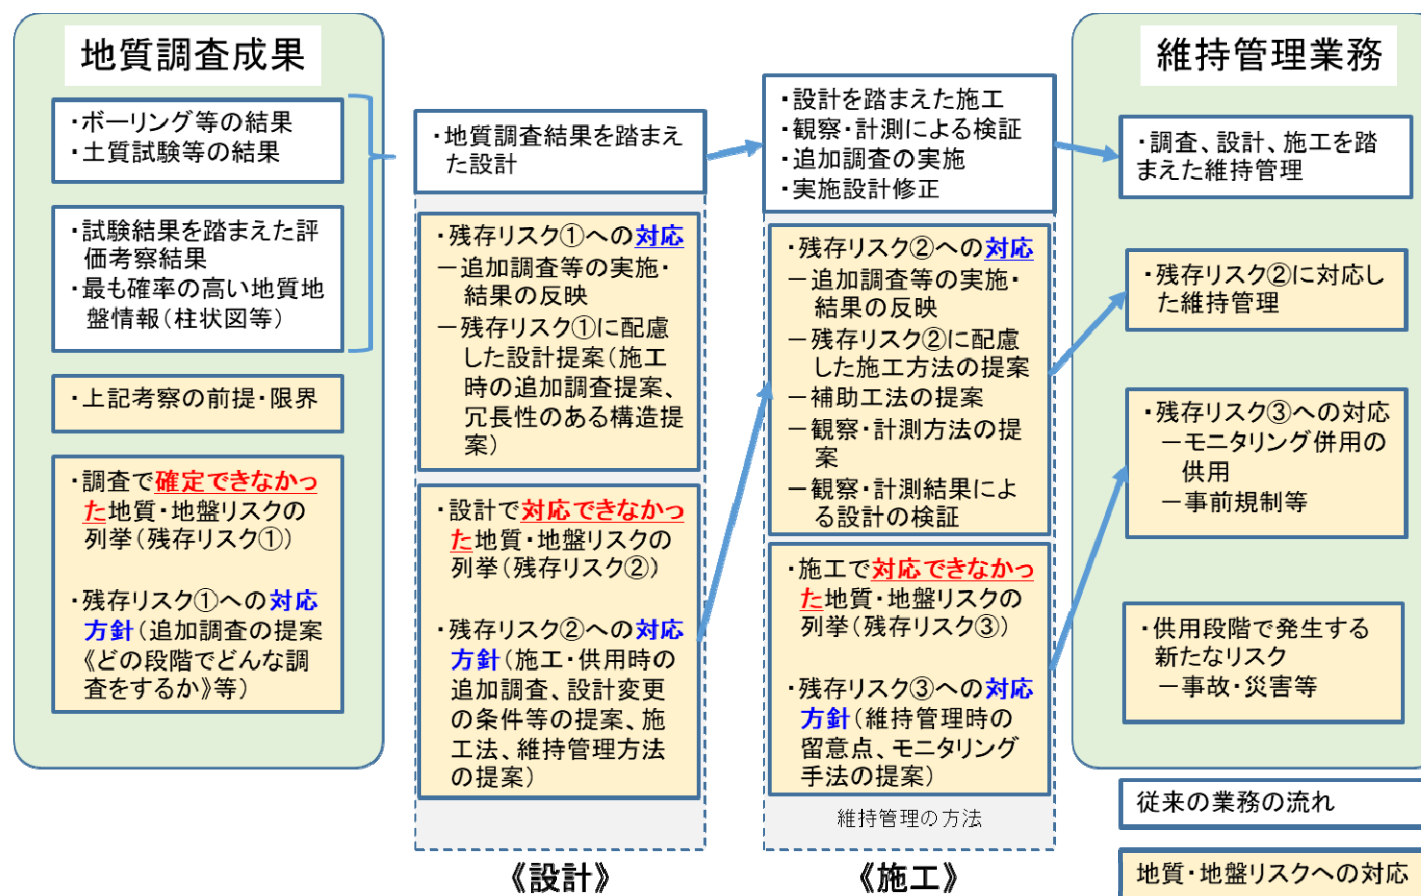 地質調査成果
・ボーリング等の結果
・土質試験等の結果
・試験結果を踏まえた評
価考察結果
・最も確率の高い地質地
盤情報(柱状図等)
・上記考察の前提・限界
・調査で確定できなかっ
た地質・地盤リスクの
列挙(残存リスク①)
・残存リスク①への対応
方針(追加調査の提案
《どの段階でどんな調
査をするか》等)
・地質調査結果を踏まえ
た設計
・残存リスク①への対応
－追加調査等の実施・
結果の反映
－残存リスク①に配慮
した設計提案(施工
時の追加調査提案、
冗長性のある構造提
案)
・設計で対応できなかっ
た地質・地盤リスクの
列挙(残存リスク②)
・残存リスク②への対応
方針(施工・供用時の
追加調査、設計変更
の条件等の提案、施
工法、維持管理方法
の提案)
《設計》
・設計を踏まえた施工
・観察・計測による検証
・追加調査の実施
・実施設計修正
・残存リスク②への対応
－追加調査等の実施・
結果の反映
－残存リスク②に配慮
した施工方法の提案
－補助工法の提案
－観察・計測方法の提
案
－観察・計測結果によ
る設計の検証
・施工で対応できなかっ
た地質・地盤リスクの
列挙(残存リスク③)
・残存リスク③への対応
方針(維持管理時の
留意点、モニタリング
手法の提案)
維持管理の方法
《施工》
維持管理業務
・調査、設計、施工を踏
まえた維持管理
・残存リスク②に対応し
た維持管理
・残存リスク③への対応
－モニタリング併用の
供用
－事前規制等
・供用段階で発生する
新たなリスク
－事故・災害等
従来の業務の流れ
地質・地盤リスクへの対応